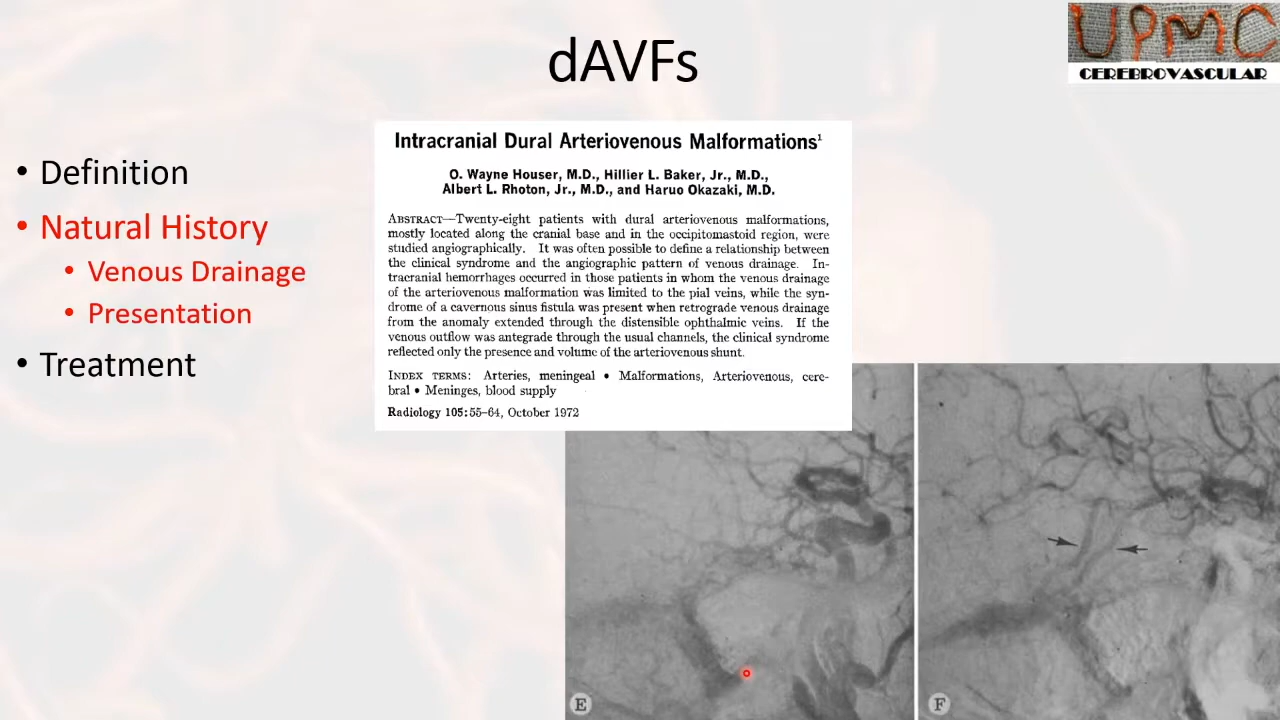 dAVFs
UPMC
CEREBROVASCULAR
• Definition
• Natural History
• Venous Drainage
• Presentation
• Treatment
Intracranial Dural Arteriovenous Malformations¹
O. Wayne Houser, M.D., Hillier L. Baker, Jr., M.D.,
Albert L. Rhoton, Jr., M.D., and Haruo Okazaki, M.D.
ABSTRACT—Twenty-eight patients with dural arteriovenous malformations,
mostly located along the cranial base and in the occipitomastoid region, were
studied angiographically. It was often possible to define a relationship between
the clinical syndrome and the angiographic pattern of venous drainage. In-
tracranial hemorrhages occurred in those patients in whom the venous drainage
of the arteriovenous malformation was limited to the pial veins, while the syn-
drome of a cavernous sinus fistula was present when retrograde venous drainage
from the anomaly extended through the distensible ophthalmic veins. If the
venous outflow was antegrade through the usual channels, the clinical syndrome
reflected only the presence and volume of the arteriovenous shunt.
INDEX TERMS: Arteries, meningeal • Malformations, Arteriovenous, cere-
bral • Meninges, blood supply
Radiology 105:55–64, October 1972
E
F